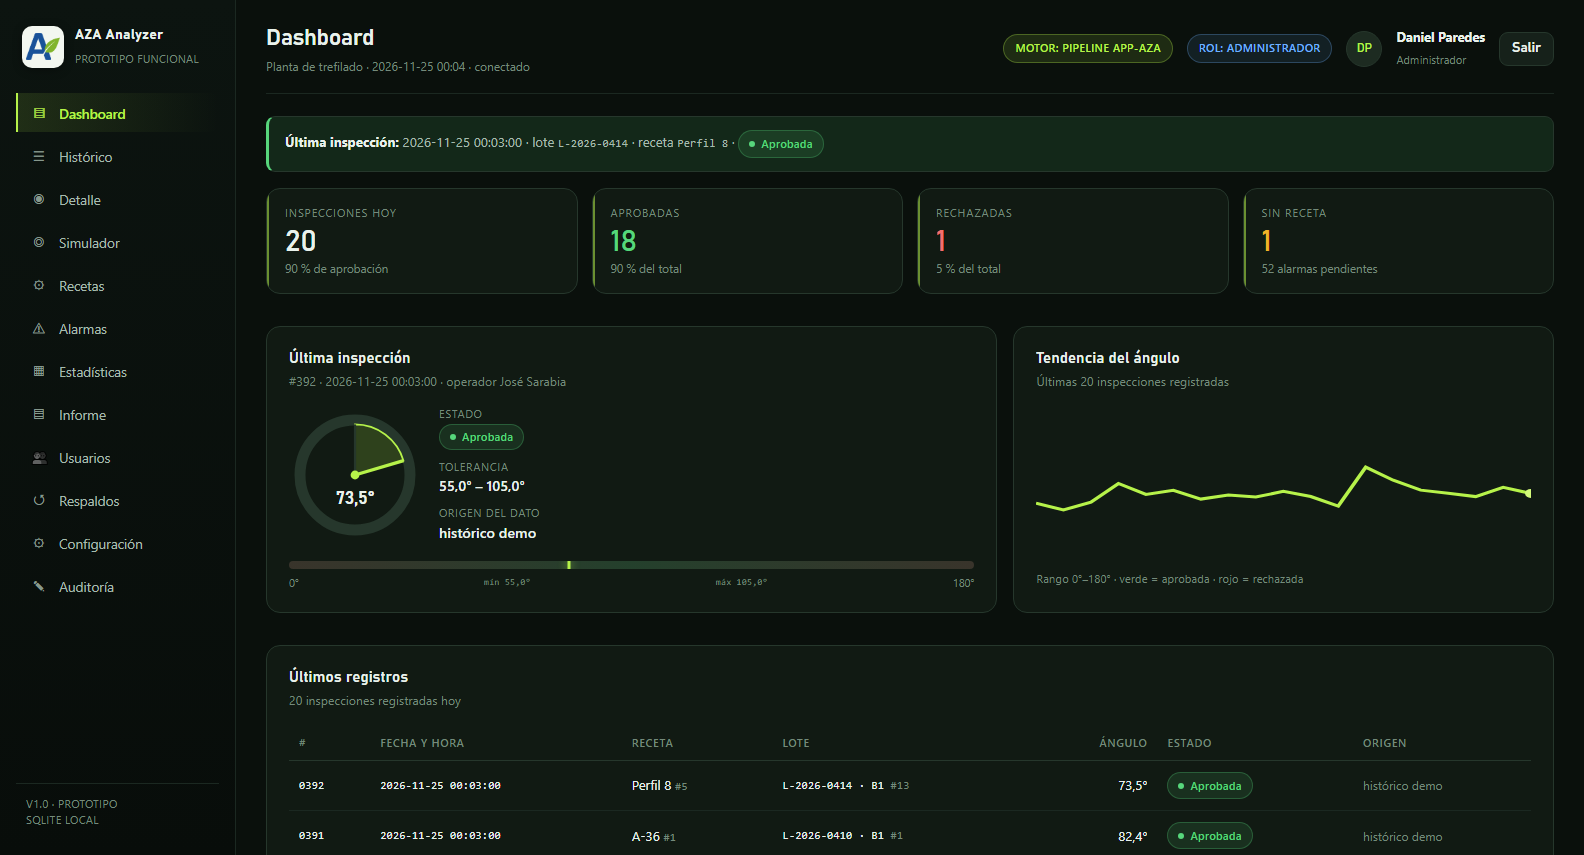 AZA Analyzer
PROTOTIPO FUNCIONAL
Dashboard
Histórico
Detalle
Simulador
Recetas
Alarmas
Estadísticas
Informe
Usuarios
Respaldos
Configuración
Auditoría
V1.0 · PROTOTIPO
SQLITE LOCAL
Dashboard
Planta de trefilado · 2026-11-25 00:04 · conectado
MOTOR: PIPELINE APP-AZA
ROL: ADMINISTRADOR
DP
Daniel Paredes
Administrador
Salir
Última inspección: 2026-11-25 00:03:00 · lote L-2026-0414 · receta Perfil 8 · Aprobada
INSPECCIONES HOY
20
90 % de aprobación
APROBADAS
18
90 % del total
RECHAZADAS
1
5 % del total
SIN RECETA
1
52 alarmas pendientes
Última inspección
#392 · 2026-11-25 00:03:00 · operador José Sarabia
73,5°
ESTADO
Aprobada
TOLERANCIA
55,0° – 105,0°
ORIGEN DEL DATO
histórico demo
0° mín 55,0° máx 105,0° 180°
Tendencia del ángulo
Últimas 20 inspecciones registradas
Rango 0°–180° · verde = aprobada · rojo = rechazada
Últimos registros
20 inspecciones registradas hoy
# FECHA Y HORA RECETA LOTE ÁNGULO ESTADO ORIGEN
0392 2026-11-25 00:03:00 Perfil 8 #5 L-2026-0414 · B1 #13 73,5° Aprobada histórico demo
0391 2026-11-25 00:03:00 A-36 #1 L-2026-0410 · B1 #1 82,4° Aprobada histórico demo